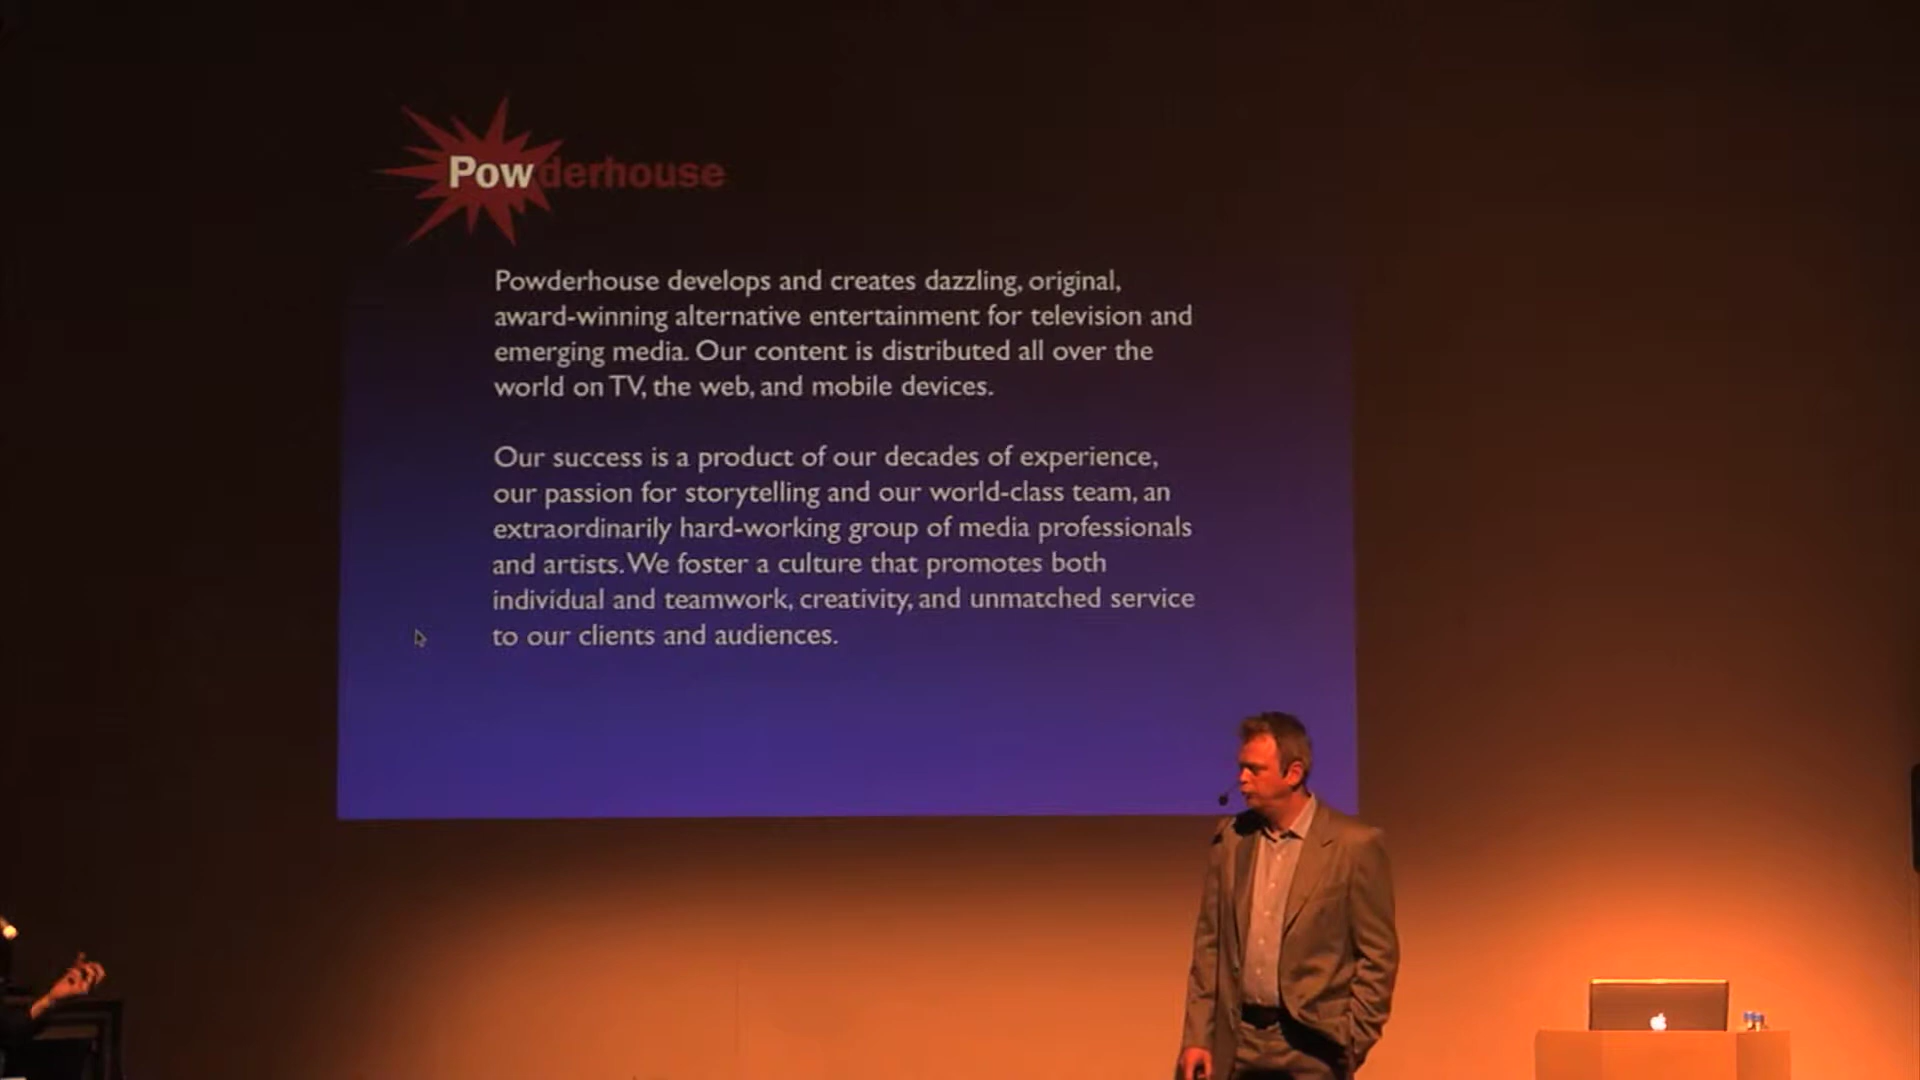 Powderhouse
Powderhouse develops and creates dazzling, original,
award-winning alternative entertainment for television and
emerging media. Our content is distributed all over the
world on TV, the web, and mobile devices.
Our success is a product of our decades of experience,
our passion for storytelling and our world-class team, an
extraordinarily hard-working group of media professionals
and artists. We foster a culture that promotes both
individual and teamwork, creativity, and unmatched service
to our clients and audiences.